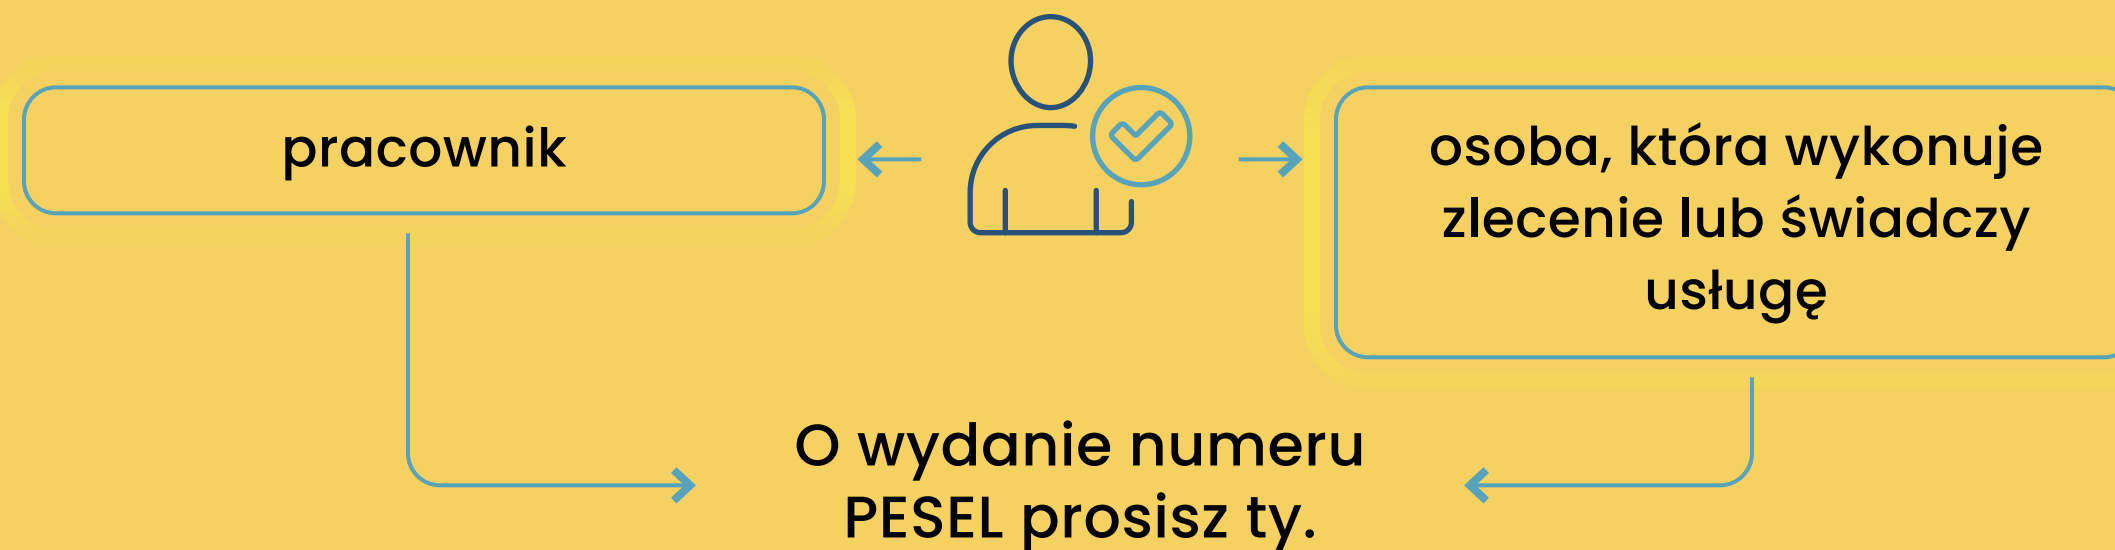 pracownik
osoba, która wykonuje
zlecenie lub świadczy
usługę
O wydanie numeru
PESEL prosisz ty.